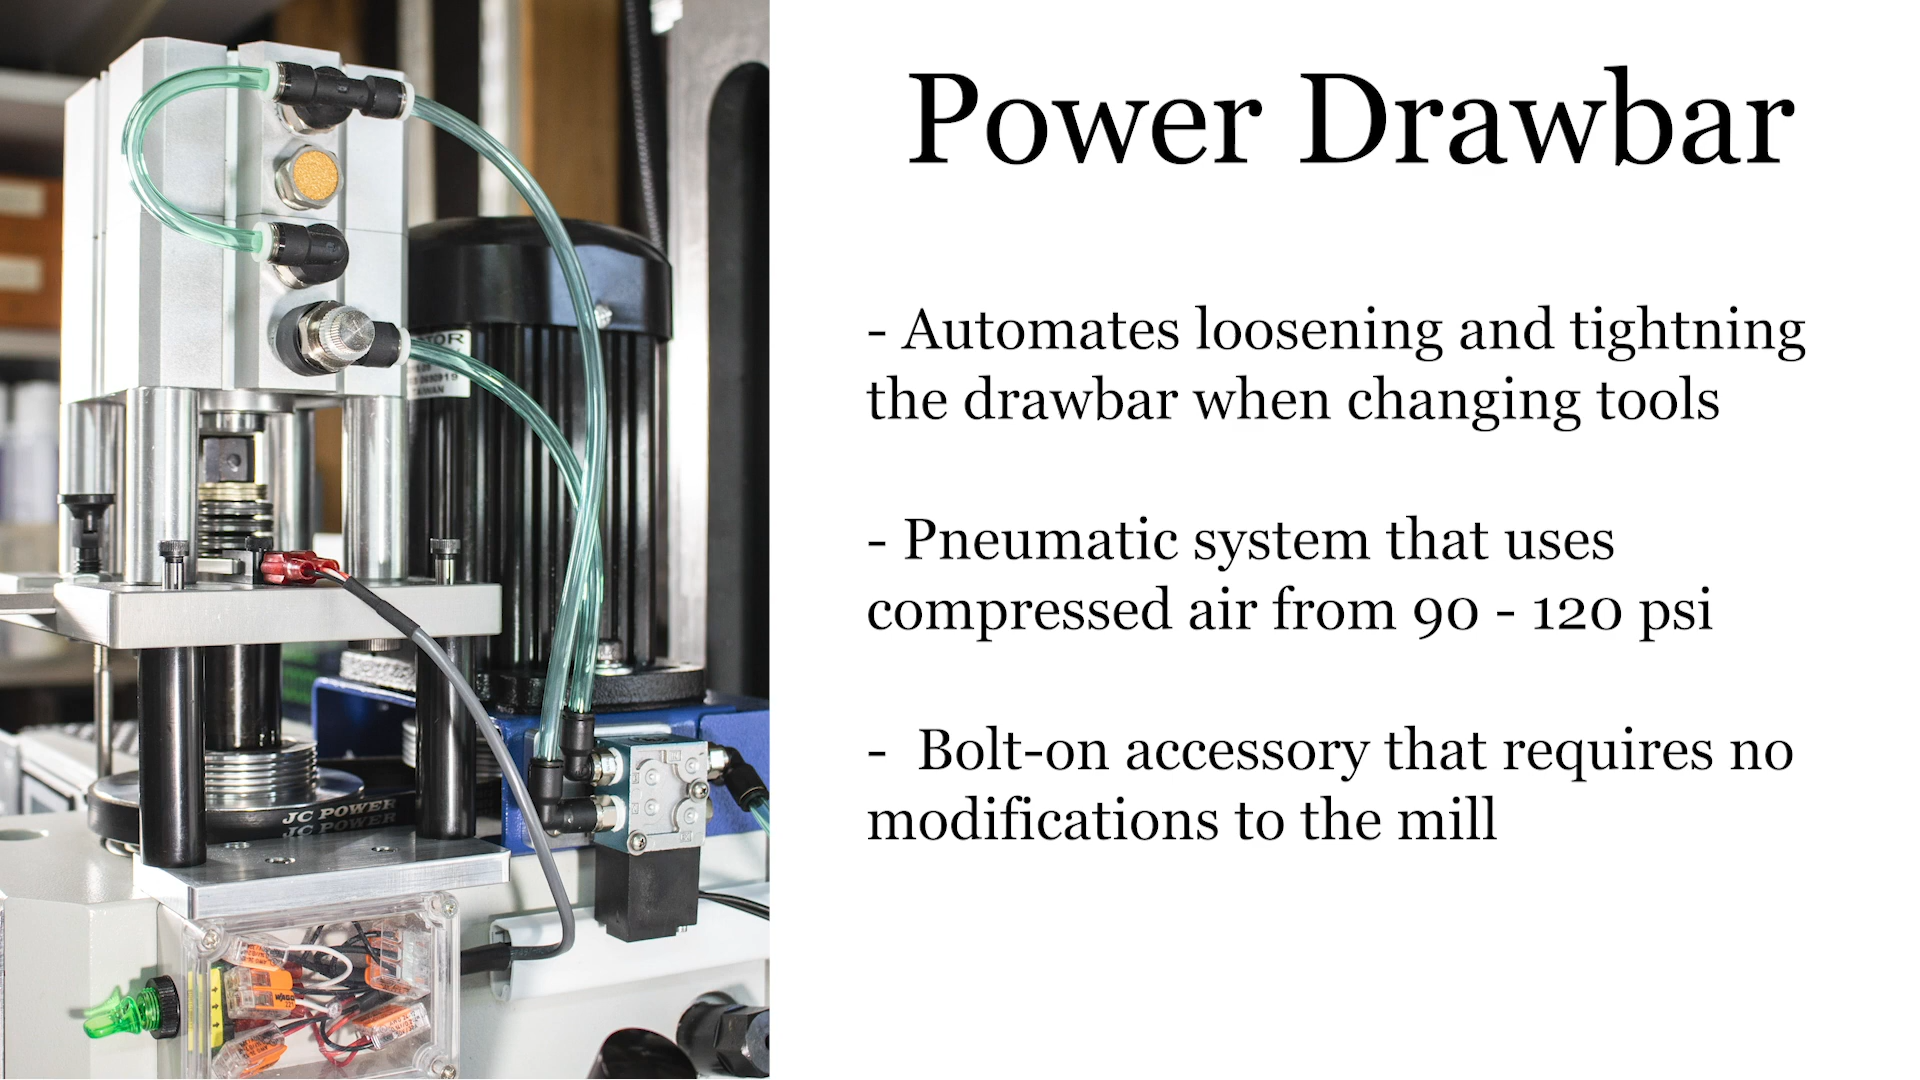 Power Drawbar
- Automates loosening and tightning
the drawbar when changing tools
- Pneumatic system that uses
compressed air from 90 - 120 psi
-  Bolt-on accessory that requires no
modifications to the mill
JC POWER
JC POWER
WAGO